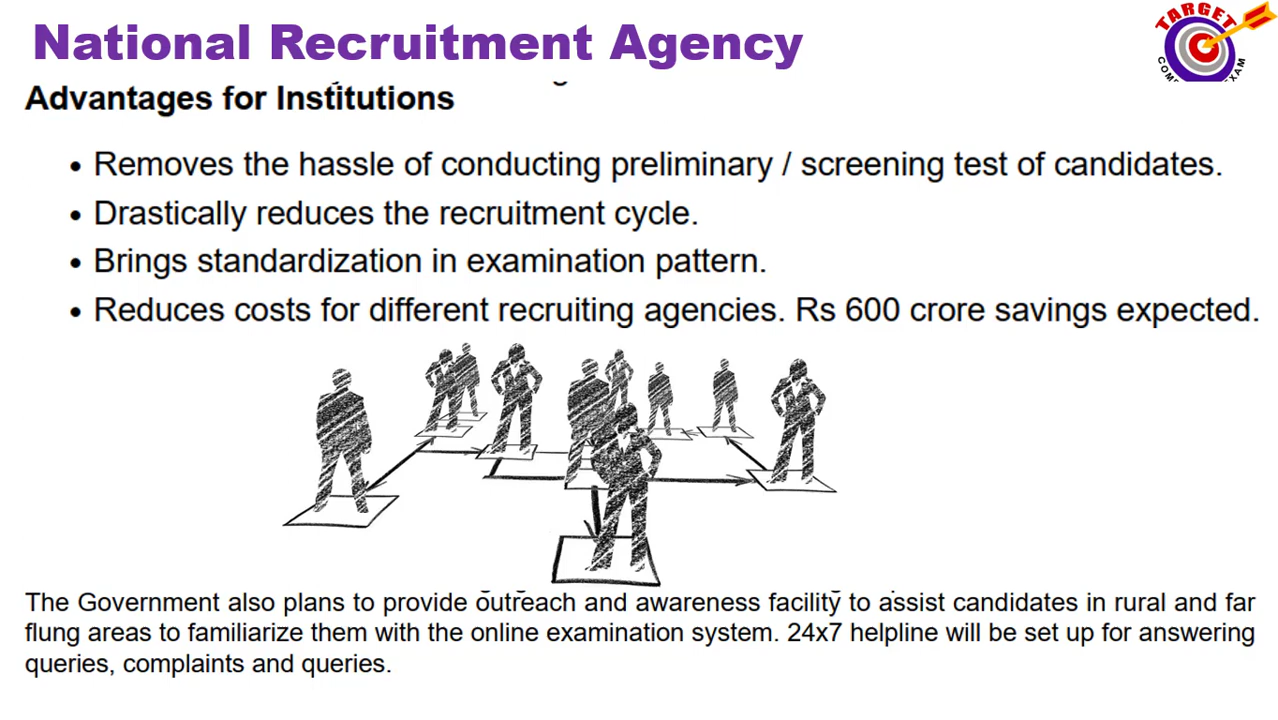 National Recruitment Agency
TARGET
Advantages for Institutions
• Removes the hassle of conducting preliminary / screening test of candidates.
• Drastically reduces the recruitment cycle.
• Brings standardization in examination pattern.
• Reduces costs for different recruiting agencies. Rs 600 crore savings expected.
The Government also plans to provide outreach and awareness facility to assist candidates in rural and far
flung areas to familiarize them with the online examination system. 24x7 helpline will be set up for answering
queries, complaints and queries.